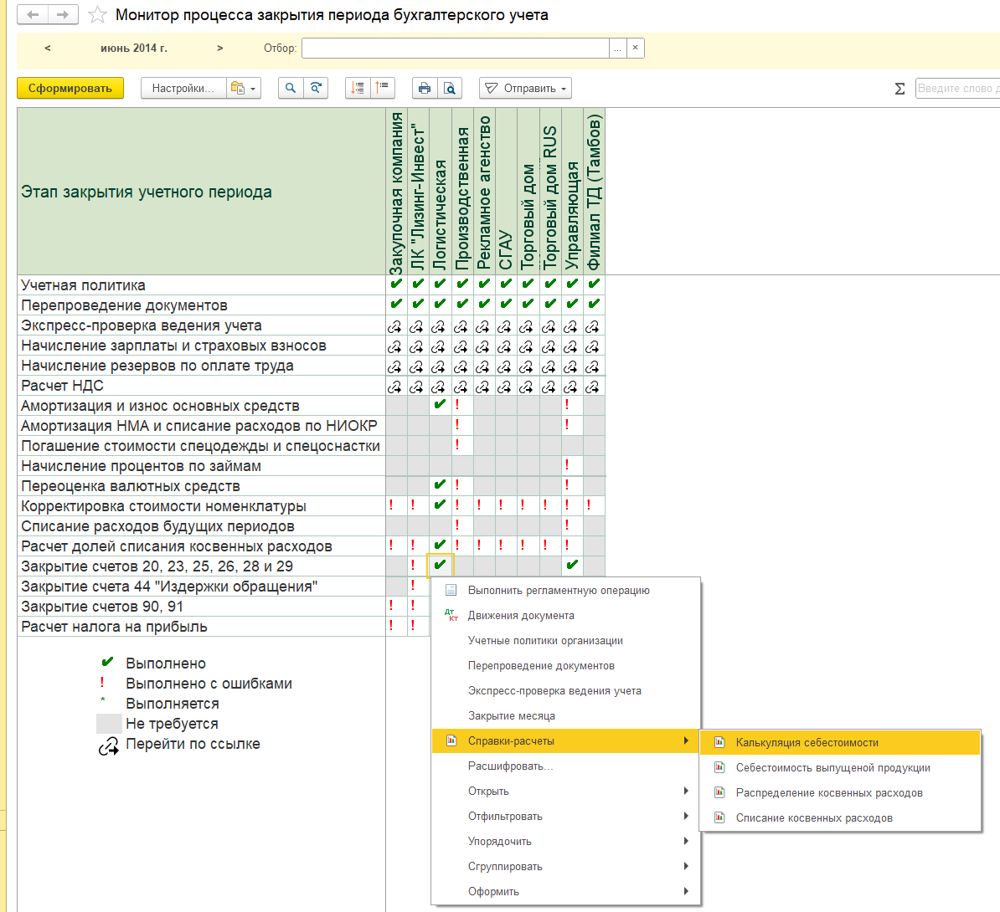 Монитор процесса закрытия периода бухгалтерского учета
< июнь 2014 г. > Отбор: ... ×
Сформировать Настройки... Отправить Σ Введите слово д
Этап закрытия учетного периода
Закупочная компания
ЛК "Лизинг-Инвест"
Логистическая
Производственная
Рекламное агенство
СГАУ
Торговый дом
Торговый дом RUS
Управляющая
Филиал ТД (Тамбов)
Учетная политика
Перепроведение документов
Экспресс-проверка ведения учета
Начисление зарплаты и страховых взносов
Начисление резервов по оплате труда
Расчет НДС
Амортизация и износ основных средств ! !
Амортизация НМА и списание расходов по НИОКР ! !
Погашение стоимости спецодежды и спецоснастки !
Начисление процентов по займам !
Переоценка валютных средств ! !
Корректировка стоимости номенклатуры ! ! ! ! ! ! ! ! !
Списание расходов будущих периодов ! !
Расчет долей списания косвенных расходов ! ! ! ! ! ! ! !
Закрытие счетов 20, 23, 25, 26, 28 и 29 !
Закрытие счета 44 "Издержки обращения" !
Закрытие счетов 90, 91 ! !
Расчет налога на прибыль ! !
Выполнено
! Выполнено с ошибками
* Выполняется
Не требуется
Перейти по ссылке
Выполнить регламентную операцию
Дт Кт Движения документа
Учетные политики организации
Перепроведение документов
Экспресс-проверка ведения учета
Закрытие месяца
Справки-расчеты
Расшифровать...
Открыть
Отфильтровать
Упорядочить
Сгруппировать
Оформить
Калькуляция себестоимости
Себестоимость выпущеной продукции
Распределение косвенных расходов
Списание косвенных расходов